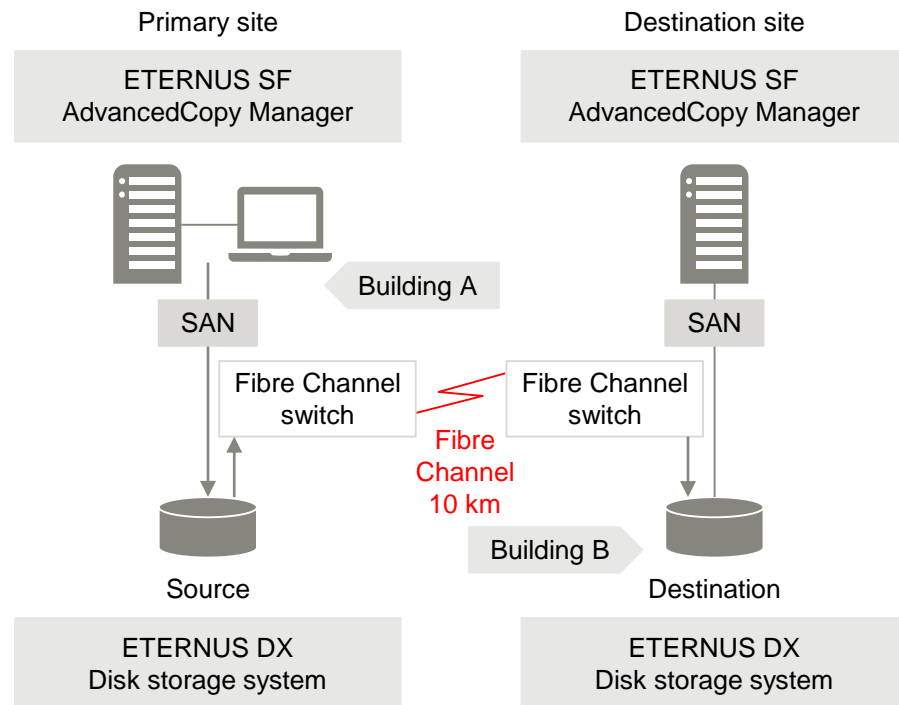 Primary site
Destination site
ETERNUS SF
AdvancedCopy Manager
ETERNUS SF
AdvancedCopy Manager
Building A
SAN
SAN
Fibre Channel
switch
Fibre Channel
switch
Fibre
Channel
10 km
Building B
Source
Destination
ETERNUS DX
Disk storage system
ETERNUS DX
Disk storage system